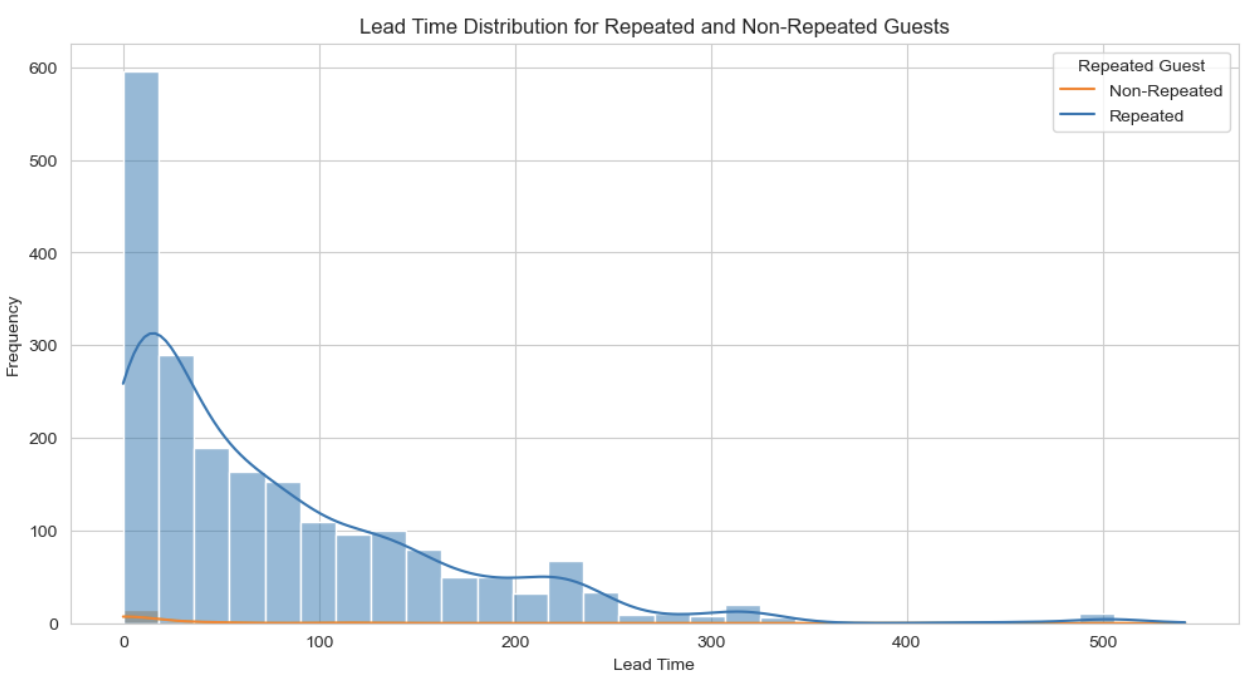 Lead Time Distribution for Repeated and Non-Repeated Guests
Repeated Guest
Non-Repeated
Repeated
Frequency
600
500
400
300
200
100
0
0 100 200 300 400 500
Lead Time